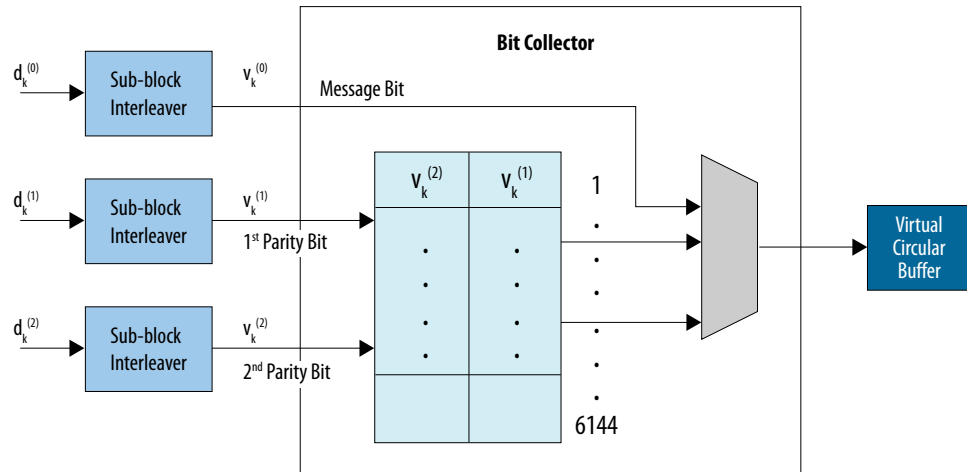 Bit Collector
d_k^(0)
Sub-block
Interleaver
v_k^(0)
Message Bit
d_k^(1)
Sub-block
Interleaver
v_k^(1)
1st Parity Bit
d_k^(2)
Sub-block
Interleaver
v_k^(2)
2nd Parity Bit
v_k^(2)
v_k^(1)
1
6144
Virtual
Circular
Buffer